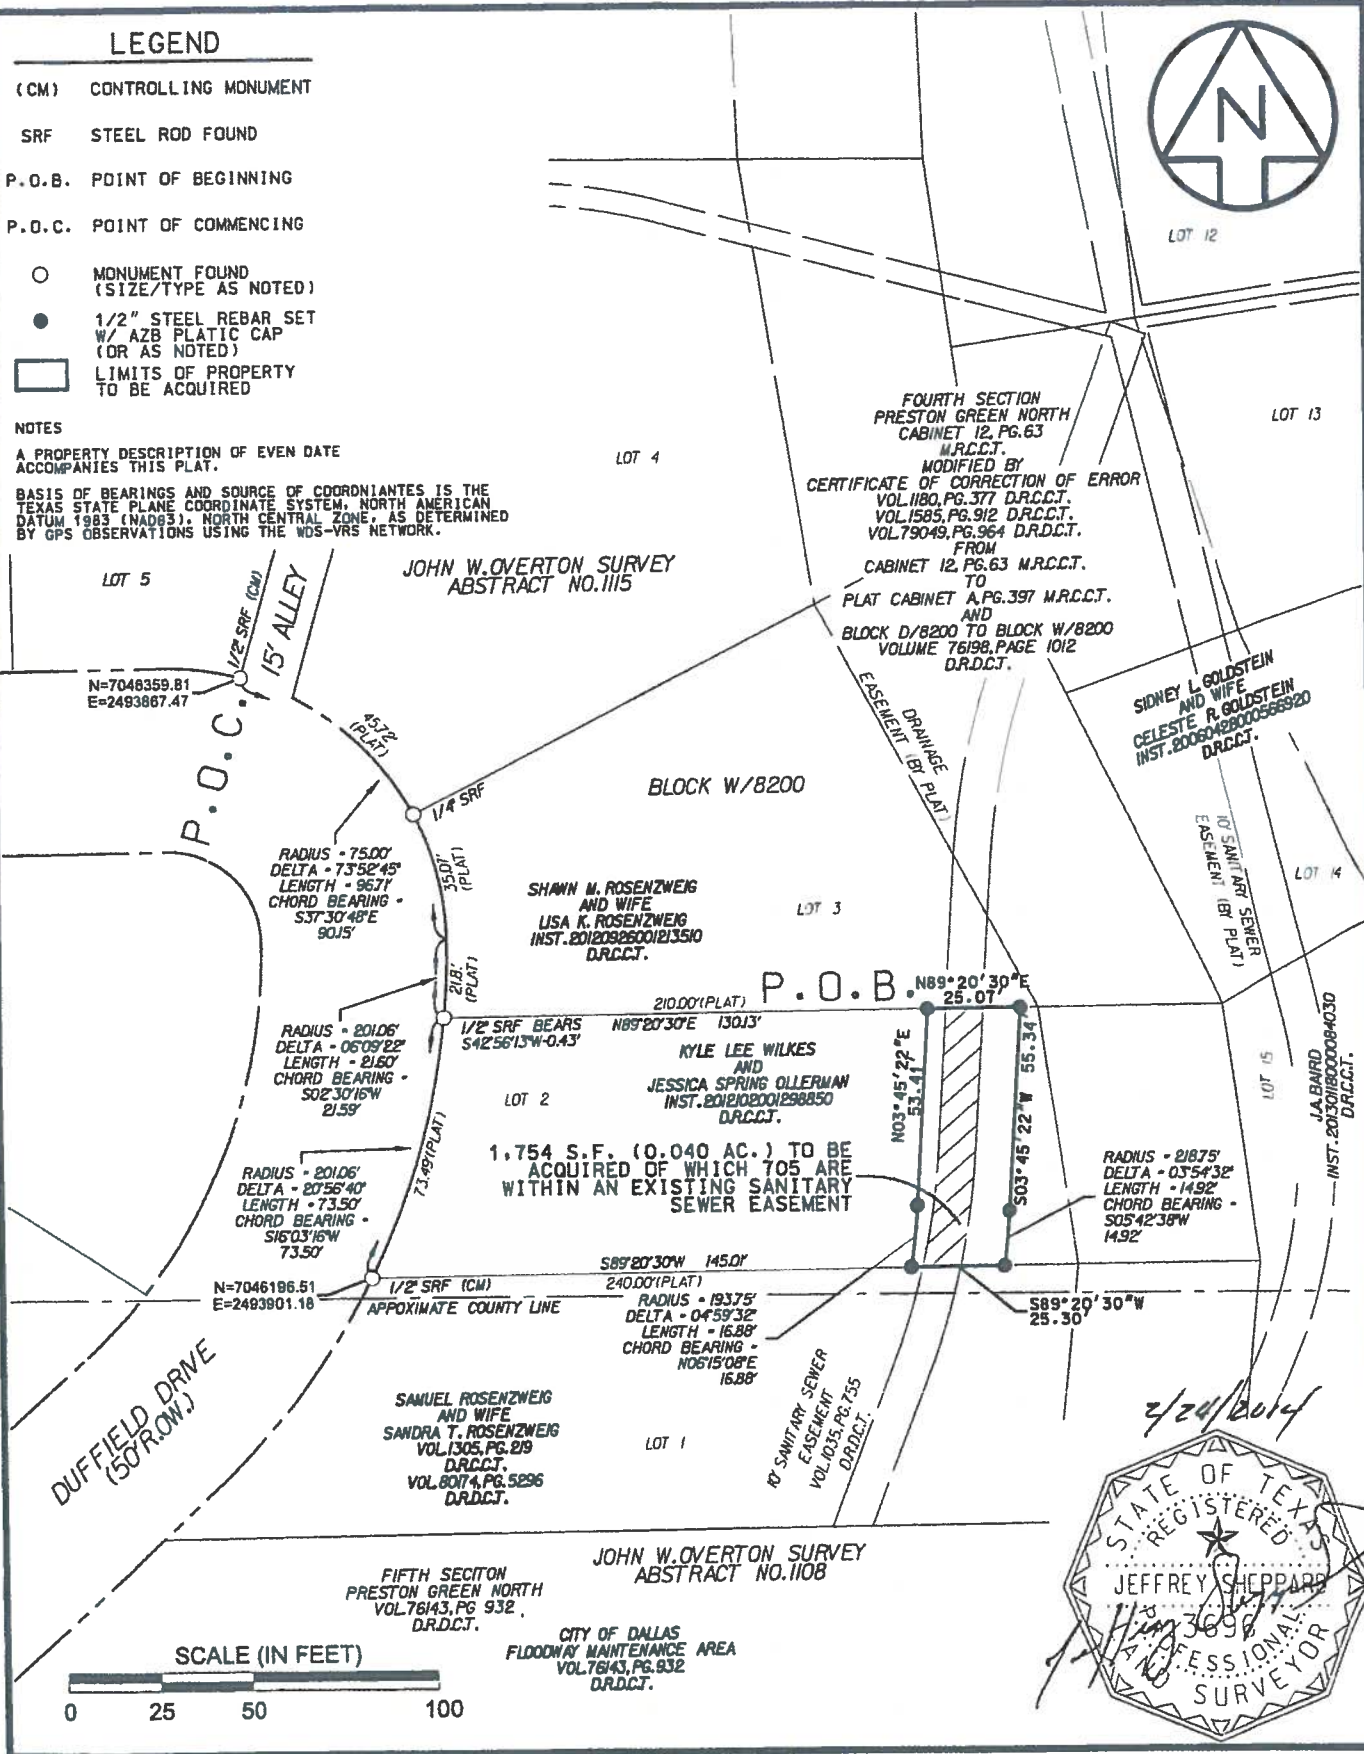 LEGEND
(CM) CONTROLLING MONUMENT
SRF STEEL ROD FOUND
P.O.B. POINT OF BEGINNING
P.O.C. POINT OF COMMENCING
MONUMENT FOUND
(SIZE/TYPE AS NOTED)
1/2" STEEL REBAR SET
W/ AZB PLATIC CAP
(OR AS NOTED)
LIMITS OF PROPERTY
TO BE ACQUIRED
NOTES
A PROPERTY DESCRIPTION OF EVEN DATE
ACCOMPANIES THIS PLAT.
BASIS OF BEARINGS AND SOURCE OF COORDNIANTES IS THE
TEXAS STATE PLANE COORDINATE SYSTEM, NORTH AMERICAN
DATUM 1983 (NAD83), NORTH CENTRAL ZONE, AS DETERMINED
BY GPS OBSERVATIONS USING THE WDS-VRS NETWORK.
N
LOT 12
LOT 13
LOT 4
FOURTH SECTION
PRESTON GREEN NORTH
CABINET 12, PG.63
M.R.C.C.T.
MODIFIED BY
CERTIFICATE OF CORRECTION OF ERROR
VOL.1180, PG.377 D.R.C.C.T.
VOL.1585, PG.912 D.R.C.C.T.
VOL.79049, PG.964 D.R.D.C.T.
FROM
CABINET 12, PG.63 M.R.C.C.T.
TO
PLAT CABINET A, PG.397 M.R.C.C.T.
AND
BLOCK D/8200 TO BLOCK W/8200
VOLUME 76198, PAGE 1012
D.R.D.C.T.
LOT 5
1/2" SRF (CM)
15' ALLEY
JOHN W. OVERTON SURVEY
ABSTRACT NO.1115
N=7046359.81
E=2493867.47
P.O.C.
45.72'
(PLAT)
DRAINAGE
EASEMENT (BY PLAT)
SIDNEY L. GOLDSTEIN
AND WIFE
CELESTE R. GOLDSTEIN
INST.20060428000566920
D.R.C.C.T.
1/4" SRF
BLOCK W/8200
RADIUS = 75.00'
DELTA = 73°52'45"
LENGTH = 96.71'
CHORD BEARING =
S37°30'48"E
90.15'
35.07'
(PLAT)
SHAWN M. ROSENZWEIG
AND WIFE
LISA K. ROSENZWEIG
INST.20120926001213510
D.R.C.C.T.
LOT 3
10' SANITARY SEWER
EASEMENT (BY PLAT)
LOT 14
21.81'
(PLAT)
P.O.B.
N89°20'30"E
25.07'
210.00'(PLAT)
N89°20'30"E 130.13'
1/2" SRF BEARS
S42°56'13"W-0.43'
RADIUS = 201.06'
DELTA = 06°09'22"
LENGTH = 21.60'
CHORD BEARING =
S02°30'16"W
21.59'
KYLE LEE WILKES
AND
JESSICA SPRING OLLERMAN
INST.2012102001298850
D.R.C.C.T.
LOT 2
N03°45'22"E
53.41'
S03°45'22"W 55.34'
LOT 15
J.A. BAIRD
INST.20130118000084030
D.R.C.C.T.
73.49'(PLAT)
1,754 S.F. (0.040 AC.) TO BE
ACQUIRED OF WHICH 705 ARE
WITHIN AN EXISTING SANITARY
SEWER EASEMENT
RADIUS = 218.75'
DELTA = 03°54'32"
LENGTH = 14.92'
CHORD BEARING =
S05°42'38"W
14.92'
RADIUS = 201.06'
DELTA = 20°56'40"
LENGTH = 73.50'
CHORD BEARING =
S16°03'16"W
73.50'
N=7046196.51
E=2493901.18
1/2" SRF (CM)
S89°20'30"W 145.01'
240.00'(PLAT)
APPOXIMATE COUNTY LINE
RADIUS = 193.75'
DELTA = 04°59'32"
LENGTH = 16.88'
CHORD BEARING =
N06°15'08"E
16.88'
S89°20'30"W
25.30'
DUFFIELD DRIVE
(50' R.O.W.)
SAMUEL ROSENZWEIG
AND WIFE
SANDRA T. ROSENZWEIG
VOL.1305, PG.219
D.R.C.C.T.
VOL.80174, PG.5296
D.R.D.C.T.
LOT 1
10' SANITARY SEWER
EASEMENT
VOL.1035, PG.755
D.R.D.C.T.
2/24/2014
STATE OF TEXAS
REGISTERED
JEFFREY SHEPPARD
3696
PROFESSIONAL
LAND SURVEYOR
JOHN W. OVERTON SURVEY
ABSTRACT NO.1108
FIFTH SECITON
PRESTON GREEN NORTH
VOL.76143, PG 932
D.R.D.C.T.
CITY OF DALLAS
FLOODWAY MAINTENANCE AREA
VOL.76143, PG.932
D.R.D.C.T.
SCALE (IN FEET)
0 25 50 100